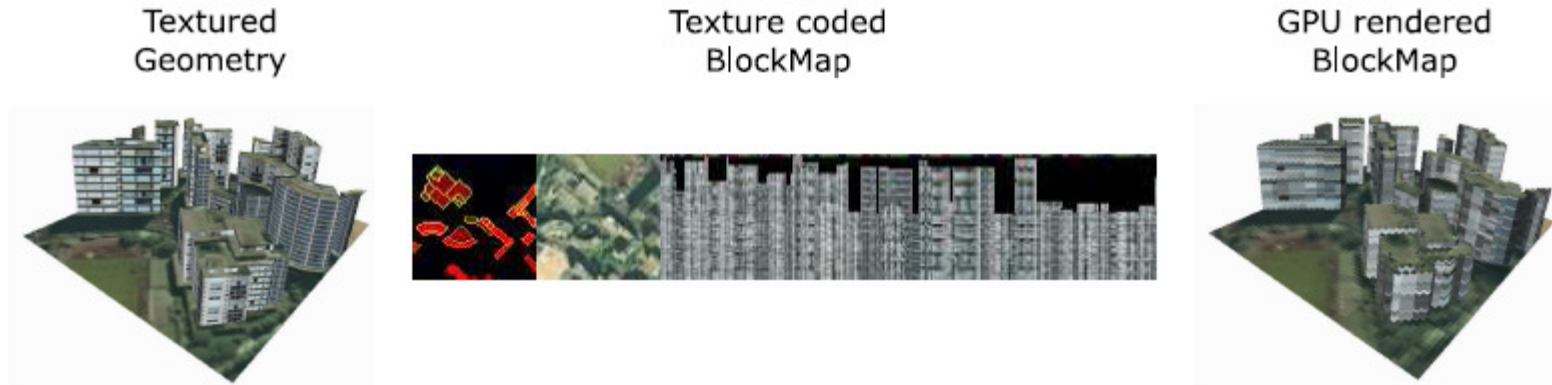 Textured
Geometry
Texture coded
BlockMap
GPU rendered
BlockMap